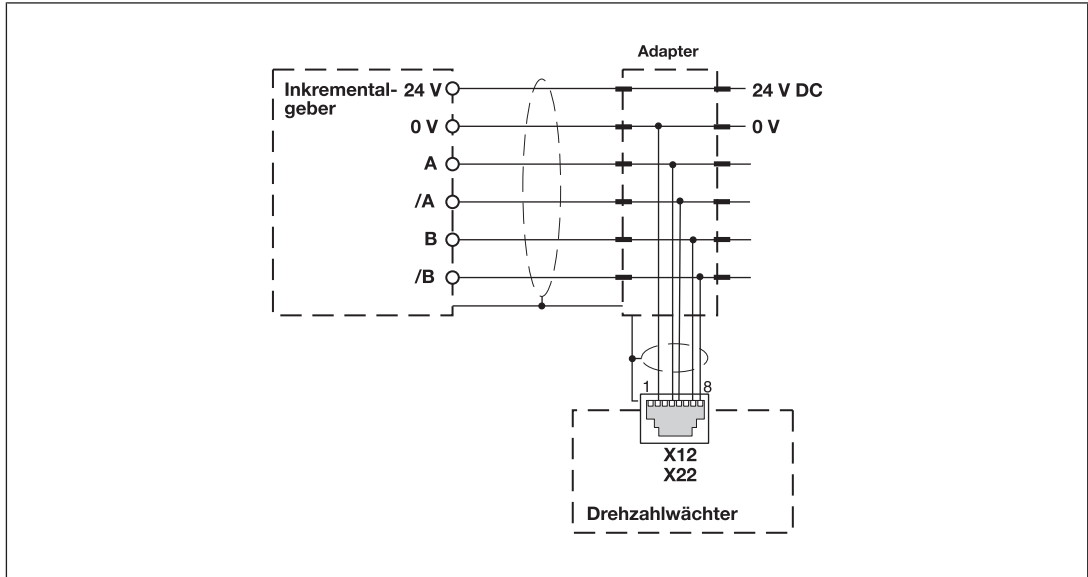 Adapter
Inkremental-
geber
24 V
24 V DC
0 V
0 V
A
/A
B
/B
1
8
X12
X22
Drehzahlwächter